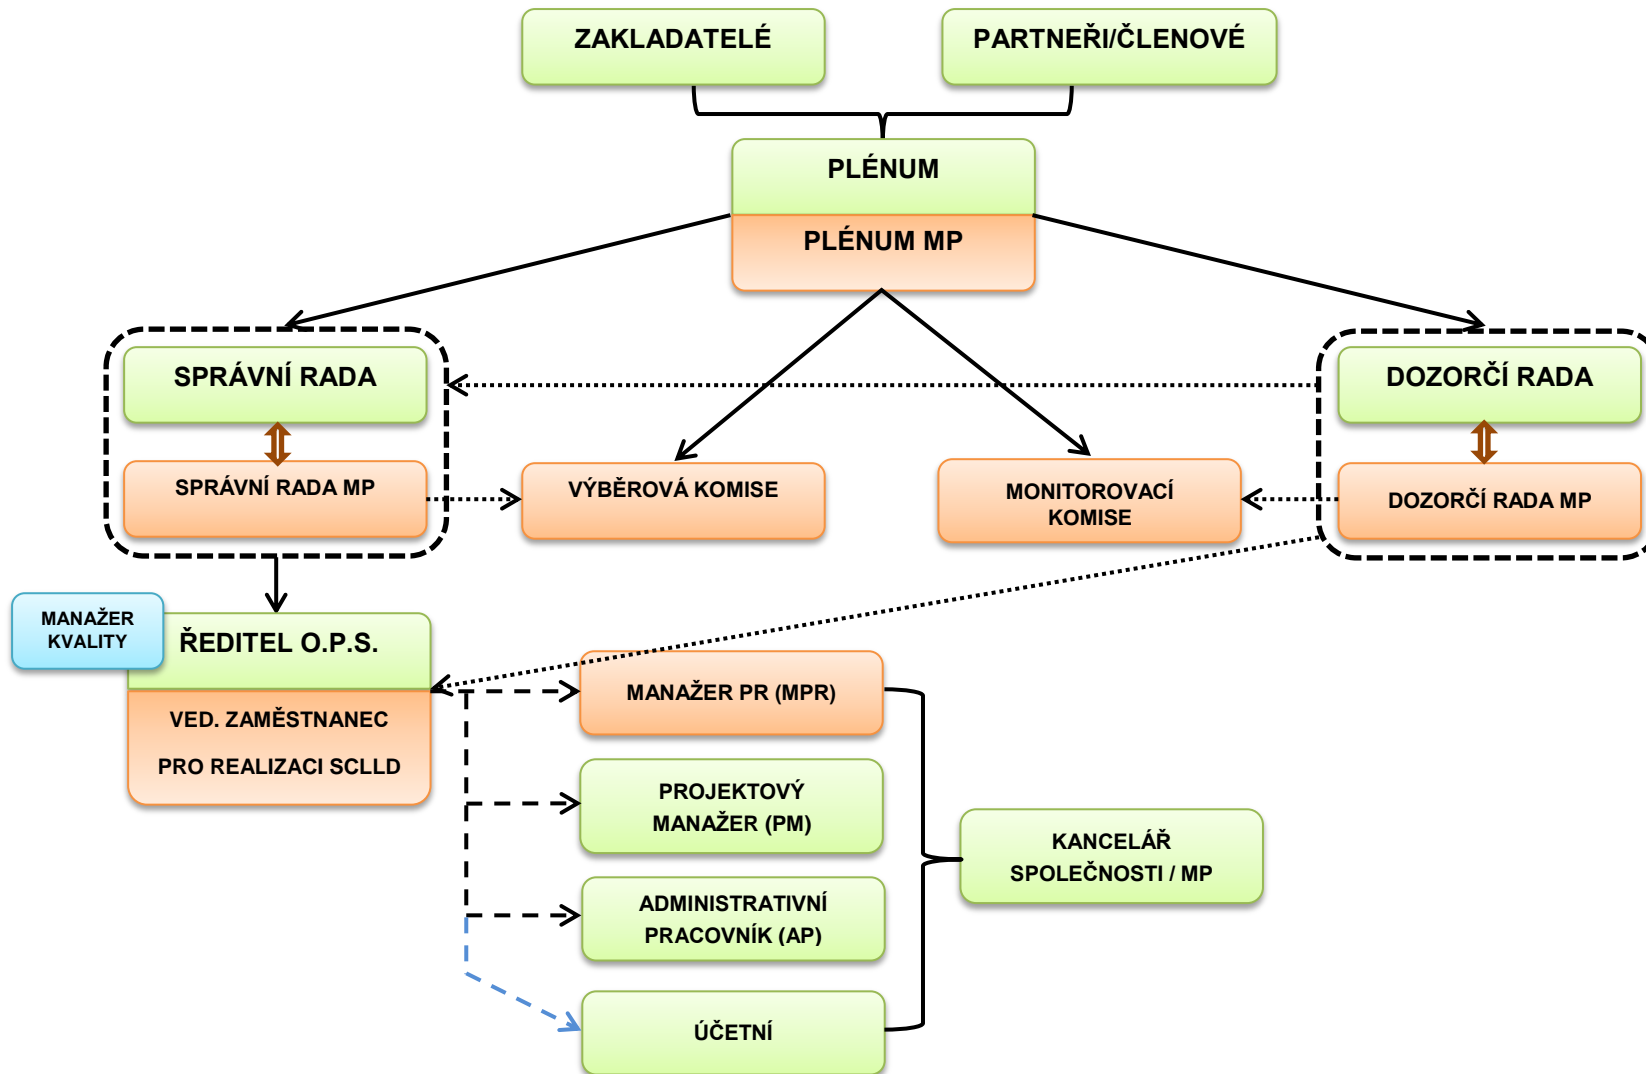 ZAKLADATELÉ
PARTNEŘI/ČLENOVÉ
PLÉNUM
PLÉNUM MP
SPRÁVNÍ RADA
DOZORČÍ RADA
SPRÁVNÍ RADA MP
VÝBĚROVÁ KOMISE
MONITOROVACÍ
KOMISE
DOZORČÍ RADA MP
MANAŽER
KVALITY
ŘEDITEL O.P.S.
VED. ZAMĚSTNANEC
PRO REALIZACI SCLLD
MANAŽER PR (MPR)
PROJEKTOVÝ
MANAŽER (PM)
ADMINISTRATIVNÍ
PRACOVNÍK (AP)
ÚČETNÍ
KANCELÁŘ
SPOLEČNOSTI / MP